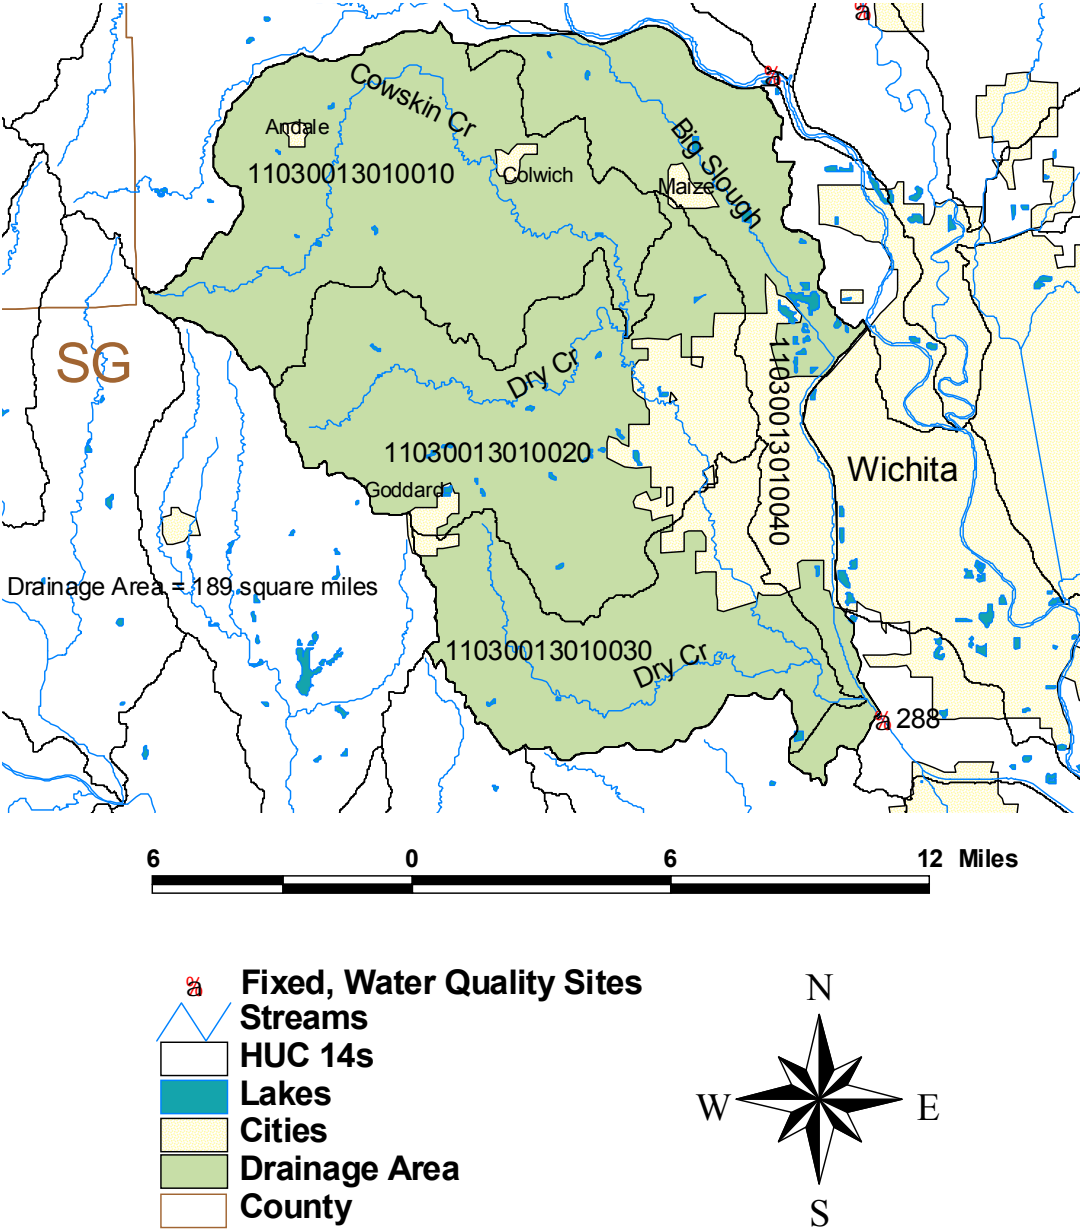 Cowskin Cr
Andale
Big Slough
11030013010010
Colwich
Maize
SG
Dry Cr
11030013010040
11030013010020
Wichita
Goddard
Drainage Area = 189 square miles
11030013010030
Dry Cr
288
6 0 6 12 Miles
Fixed, Water Quality Sites
Streams
HUC 14s
Lakes
Cities
Drainage Area
County
N
W E
S